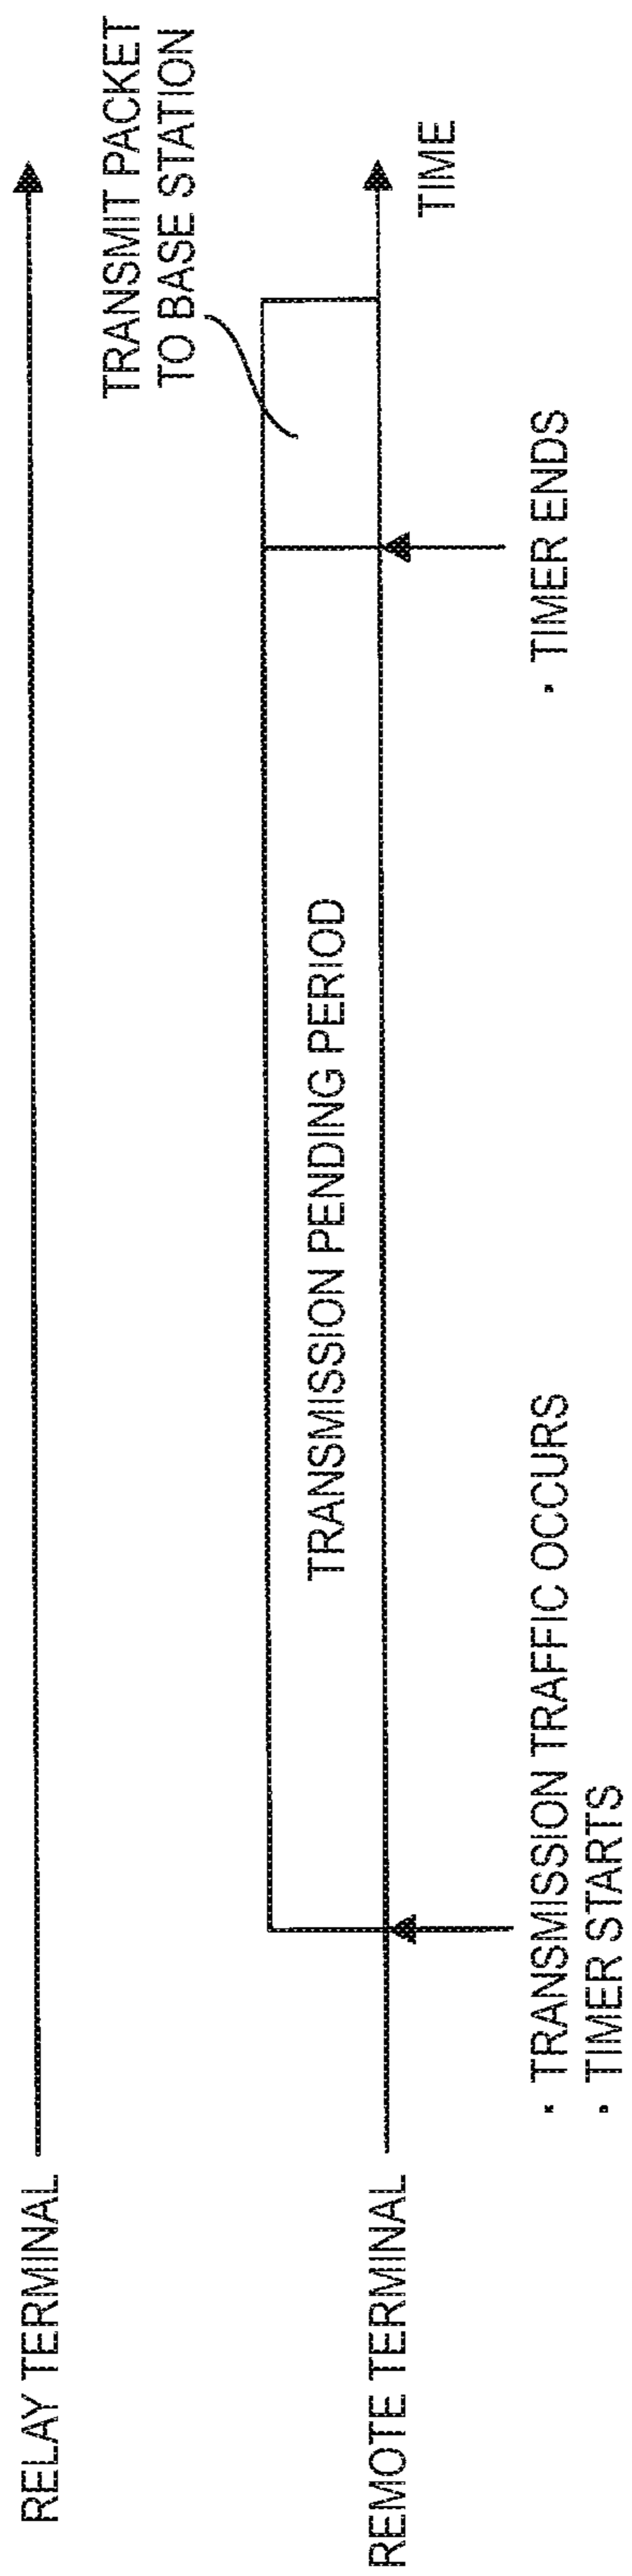 RELAY TERMINAL
TRANSMIT PACKET
TO BASE STATION
REMOTE TERMINAL
TRANSMISSION PENDING PERIOD
TIME
· TRANSMISSION TRAFFIC OCCURS
· TIMER STARTS
· TIMER ENDS